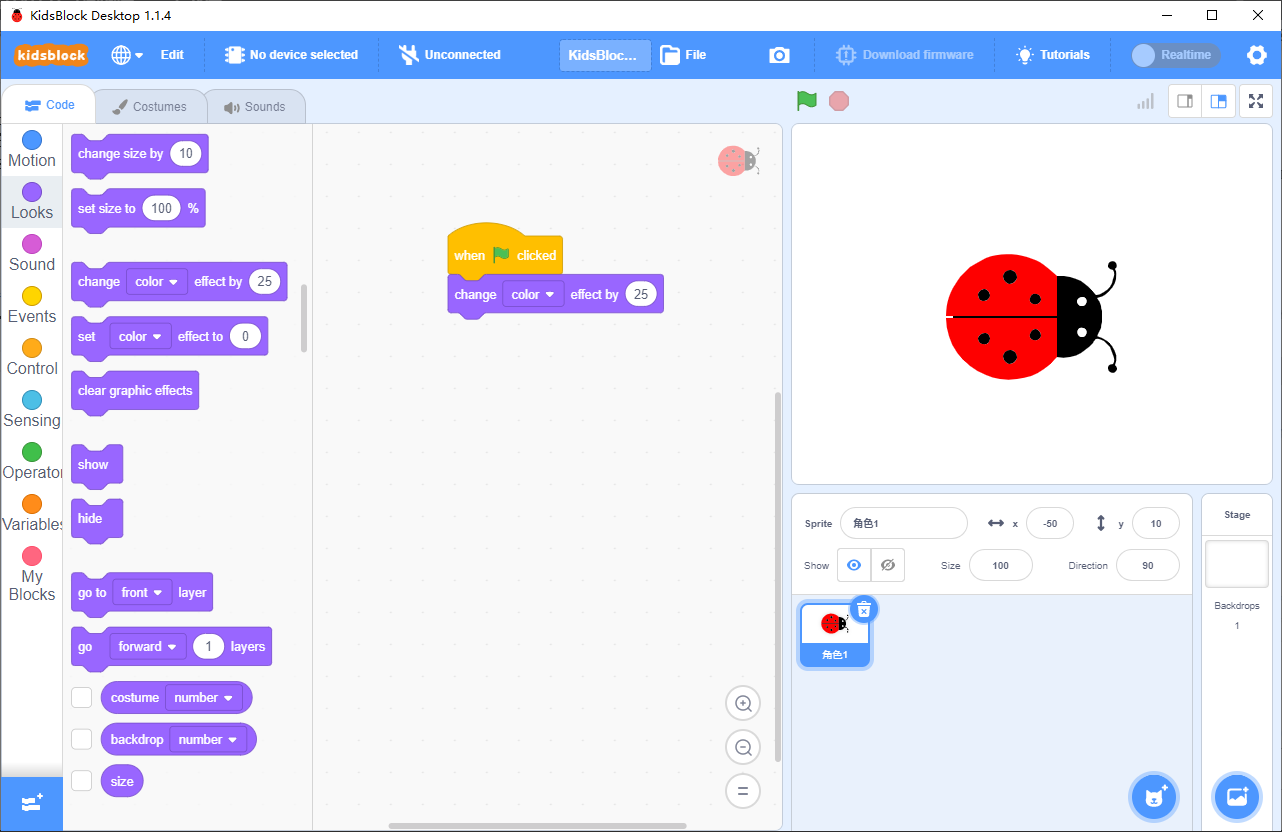 KidsBlock Desktop 1.1.4
kidsblock
Edit
No device selected
Unconnected
KidsBloc...
File
Download firmware
Tutorials
Realtime
Code
Costumes
Sounds
Motion
Looks
Sound
Events
Control
Sensing
Operator
Variables
My
Blocks
change size by 10
set size to 100 %
change color effect by 25
set color effect to 0
clear graphic effects
show
hide
go to front layer
go forward 1 layers
costume number
backdrop number
size
when clicked
change color effect by 25
Sprite 角色1 x -50 y 10
Show Size 100 Direction 90
角色1
Stage
Backdrops
1